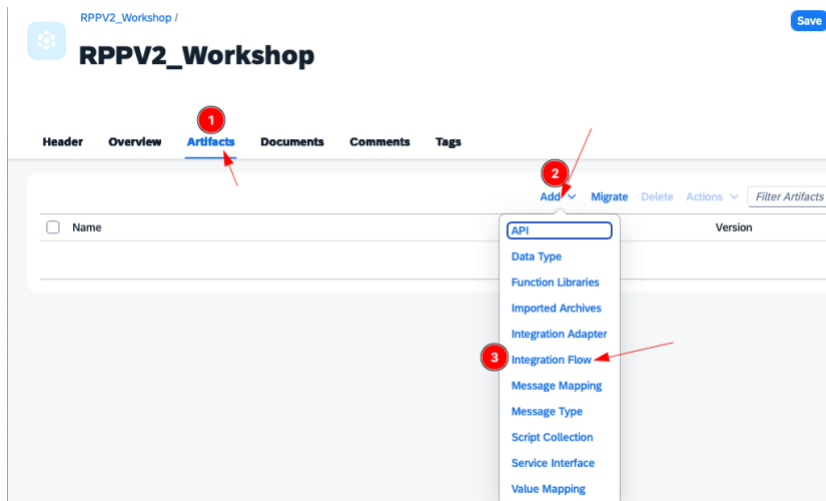 RPPV2_Workshop /
Save
RPPV2_Workshop
1
Header Overview Artifacts Documents Comments Tags
2
Add Migrate Delete Actions Filter Artifacts
Name Version
API
Data Type
Function Libraries
Imported Archives
Integration Adapter
3 Integration Flow
Message Mapping
Message Type
Script Collection
Service Interface
Value Mapping